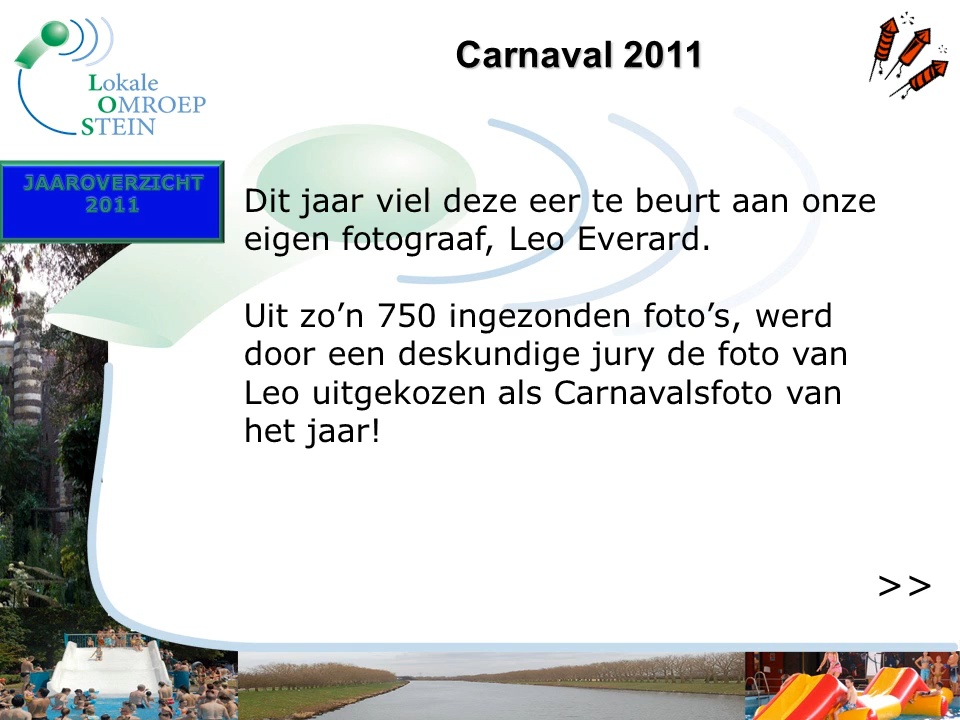 Carnaval 2011
Lokale
OMROEP
STEIN
JAAROVERZICHT
2011
Dit jaar viel deze eer te beurt aan onze
eigen fotograaf, Leo Everard.
Uit zo’n 750 ingezonden foto’s, werd
door een deskundige jury de foto van
Leo uitgekozen als Carnavalsfoto van
het jaar!
>>